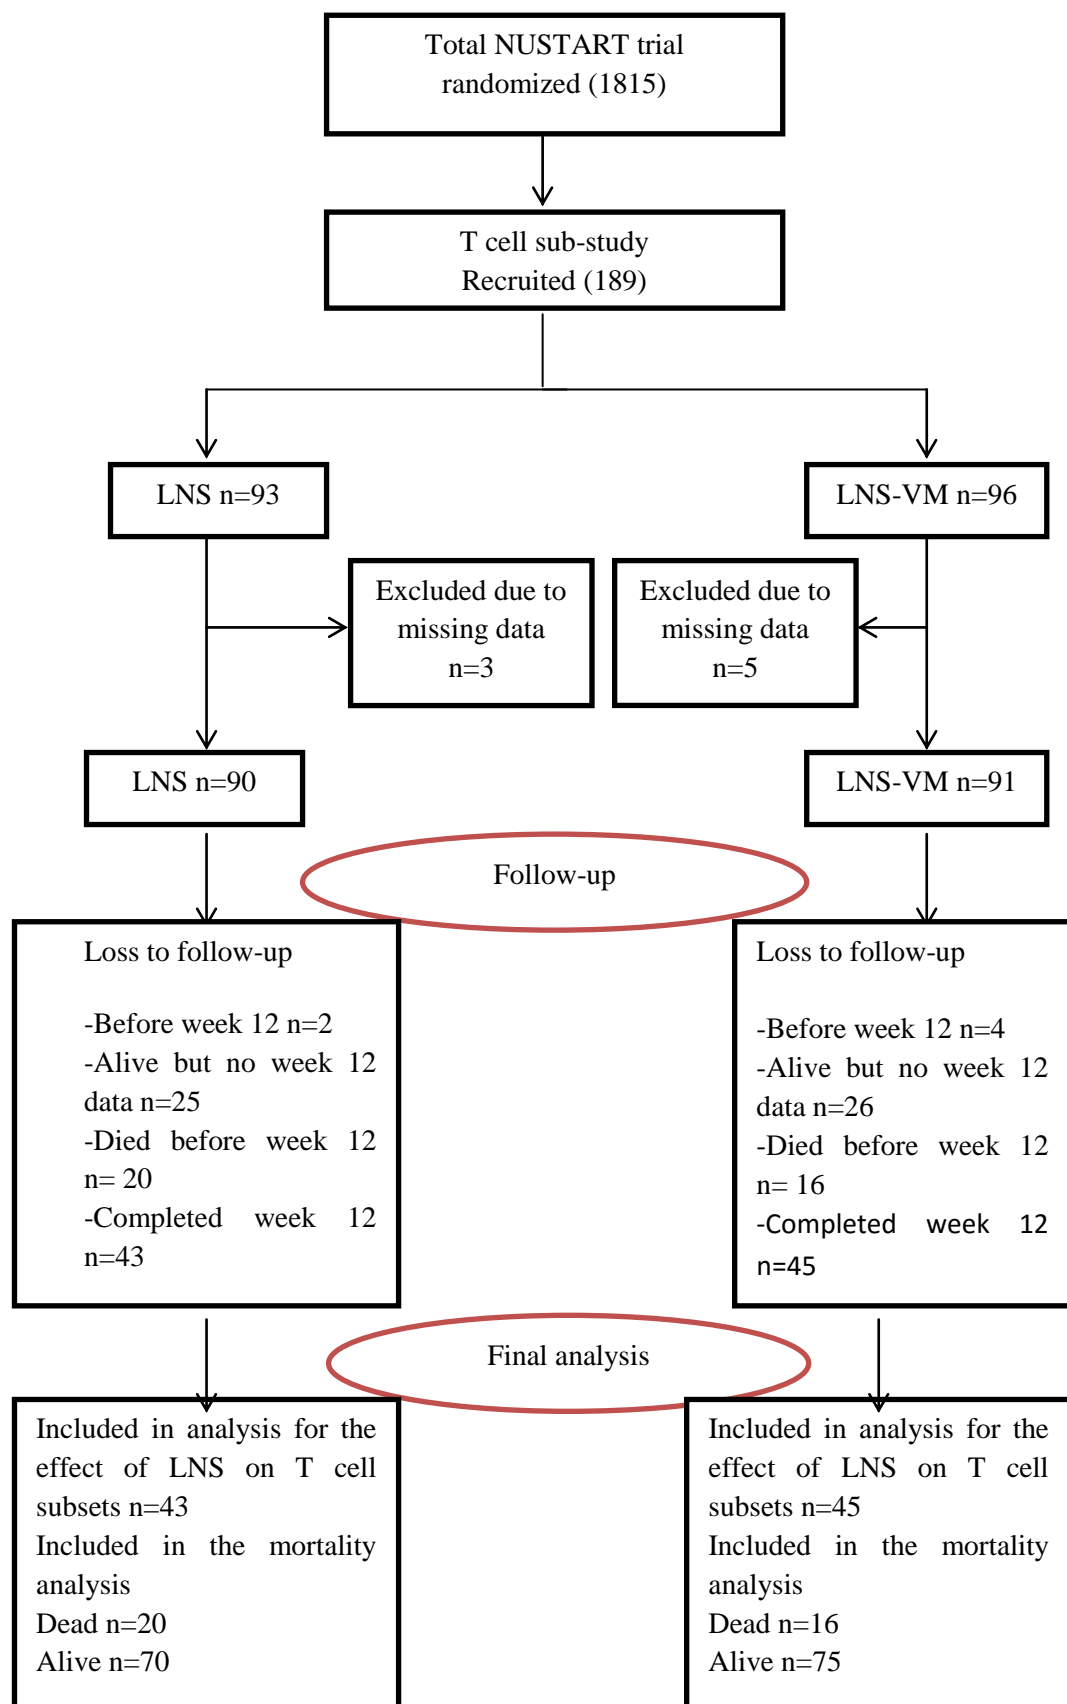 Total NUSTART trial
randomized (1815)
T cell sub-study
Recruited (189)
LNS n=93
LNS-VM n=96
Excluded due to
missing data
n=3
Excluded due to
missing data
n=5
LNS n=90
LNS-VM n=91
Follow-up
Loss to follow-up
-Before week 12 n=2
-Alive but no week 12
data n=25
-Died before week 12
n= 20
-Completed week 12
n=43
Loss to follow-up
-Before week 12 n=4
-Alive but no week 12
data n=26
-Died before week 12
n= 16
-Completed week 12
n=45
Final analysis
Included in analysis for the
effect of LNS on T cell
subsets n=43
Included in the mortality
analysis
Dead n=20
Alive n=70
Included in analysis for the
effect of LNS on T cell
subsets n=45
Included in the mortality
analysis
Dead n=16
Alive n=75